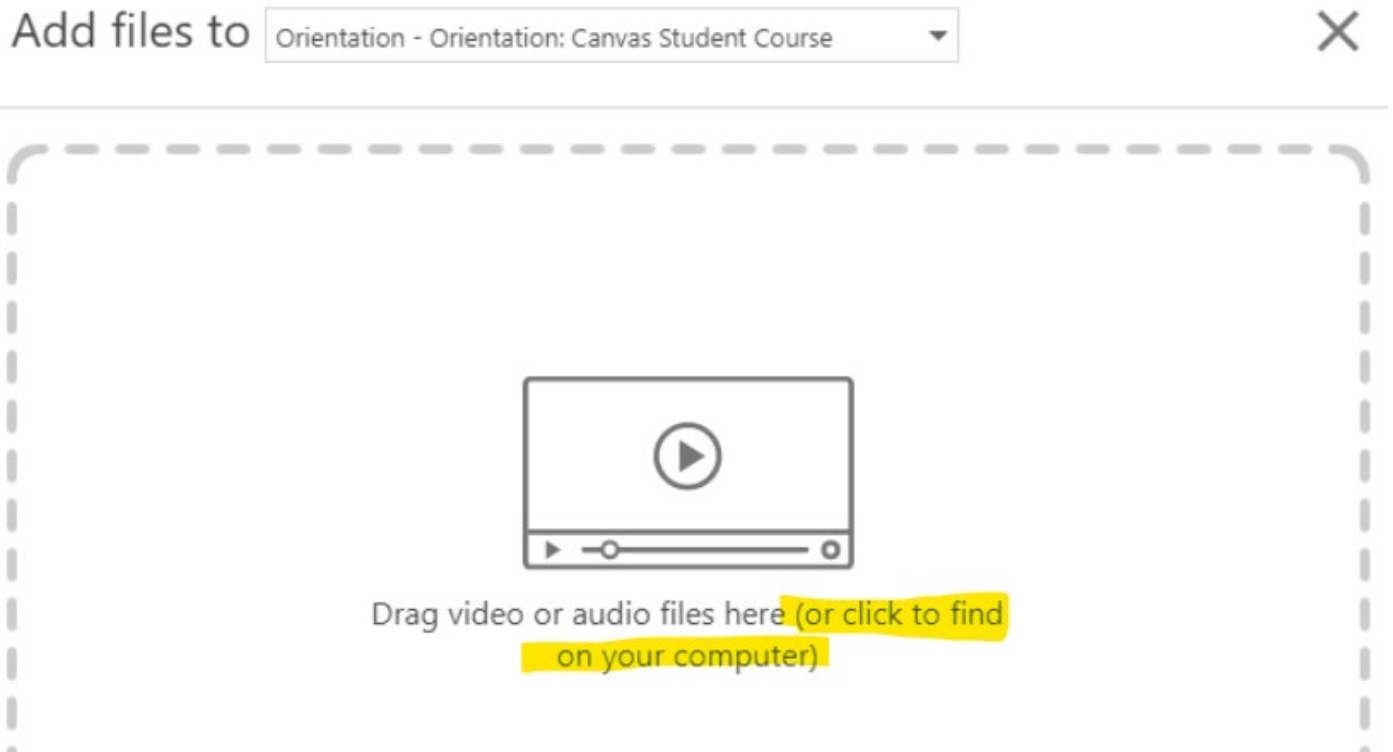 Add files to
Orientation - Orientation: Canvas Student Course
Drag video or audio files here (or click to find
on your computer)